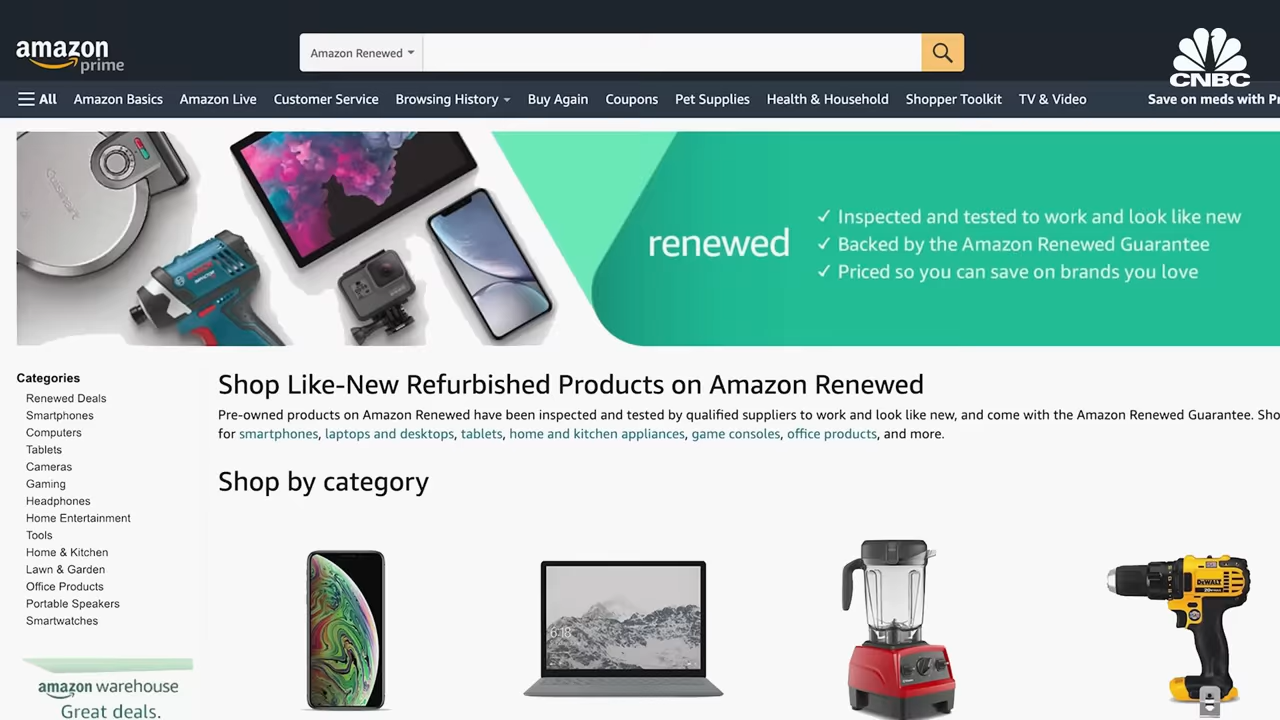 amazon
prime
Amazon Renewed
CNBC
All Amazon Basics Amazon Live Customer Service Browsing History Buy Again Coupons Pet Supplies Health & Household Shopper Toolkit TV & Video Save on meds with Pr
Cuisinart
BOSCH
renewed
✓ Inspected and tested to work and look like new
✓ Backed by the Amazon Renewed Guarantee
✓ Priced so you can save on brands you love
Categories
Renewed Deals
Smartphones
Computers
Tablets
Cameras
Gaming
Headphones
Home Entertainment
Tools
Home & Kitchen
Lawn & Garden
Office Products
Portable Speakers
Smartwatches
Shop Like-New Refurbished Products on Amazon Renewed
Pre-owned products on Amazon Renewed have been inspected and tested by qualified suppliers to work and look like new, and come with the Amazon Renewed Guarantee. Sho
for smartphones, laptops and desktops, tablets, home and kitchen appliances, game consoles, office products, and more.
Shop by category
6:18
DEWALT
amazon warehouse
Great deals.